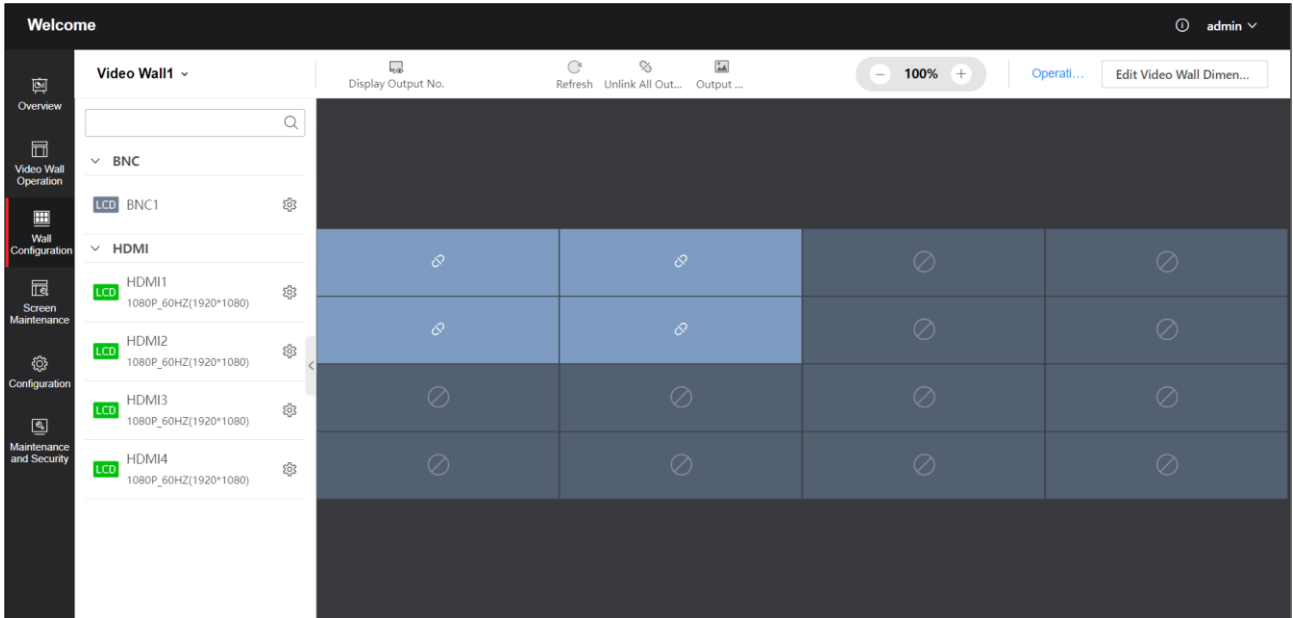 Welcome
admin
Overview
Video Wall
Operation
Wall
Configuration
Screen
Maintenance
Configuration
Maintenance
and Security
Video Wall1
Display Output No.
Refresh
Unlink All Out...
Output ...
100%
Operati...
Edit Video Wall Dimen...
BNC
LCD BNC1
HDMI
LCD HDMI1
1080P_60HZ(1920*1080)
LCD HDMI2
1080P_60HZ(1920*1080)
LCD HDMI3
1080P_60HZ(1920*1080)
LCD HDMI4
1080P_60HZ(1920*1080)